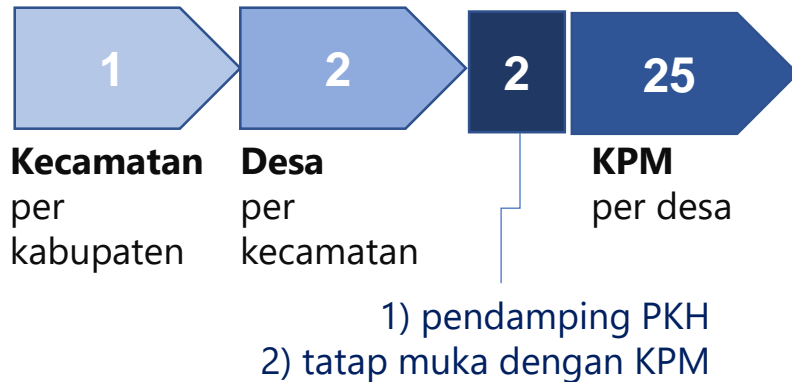 1
2
2
25
Kecamatan
per
kabupaten
Desa
per
kecamatan
KPM
per desa
1) pendamping PKH
2) tatap muka dengan KPM